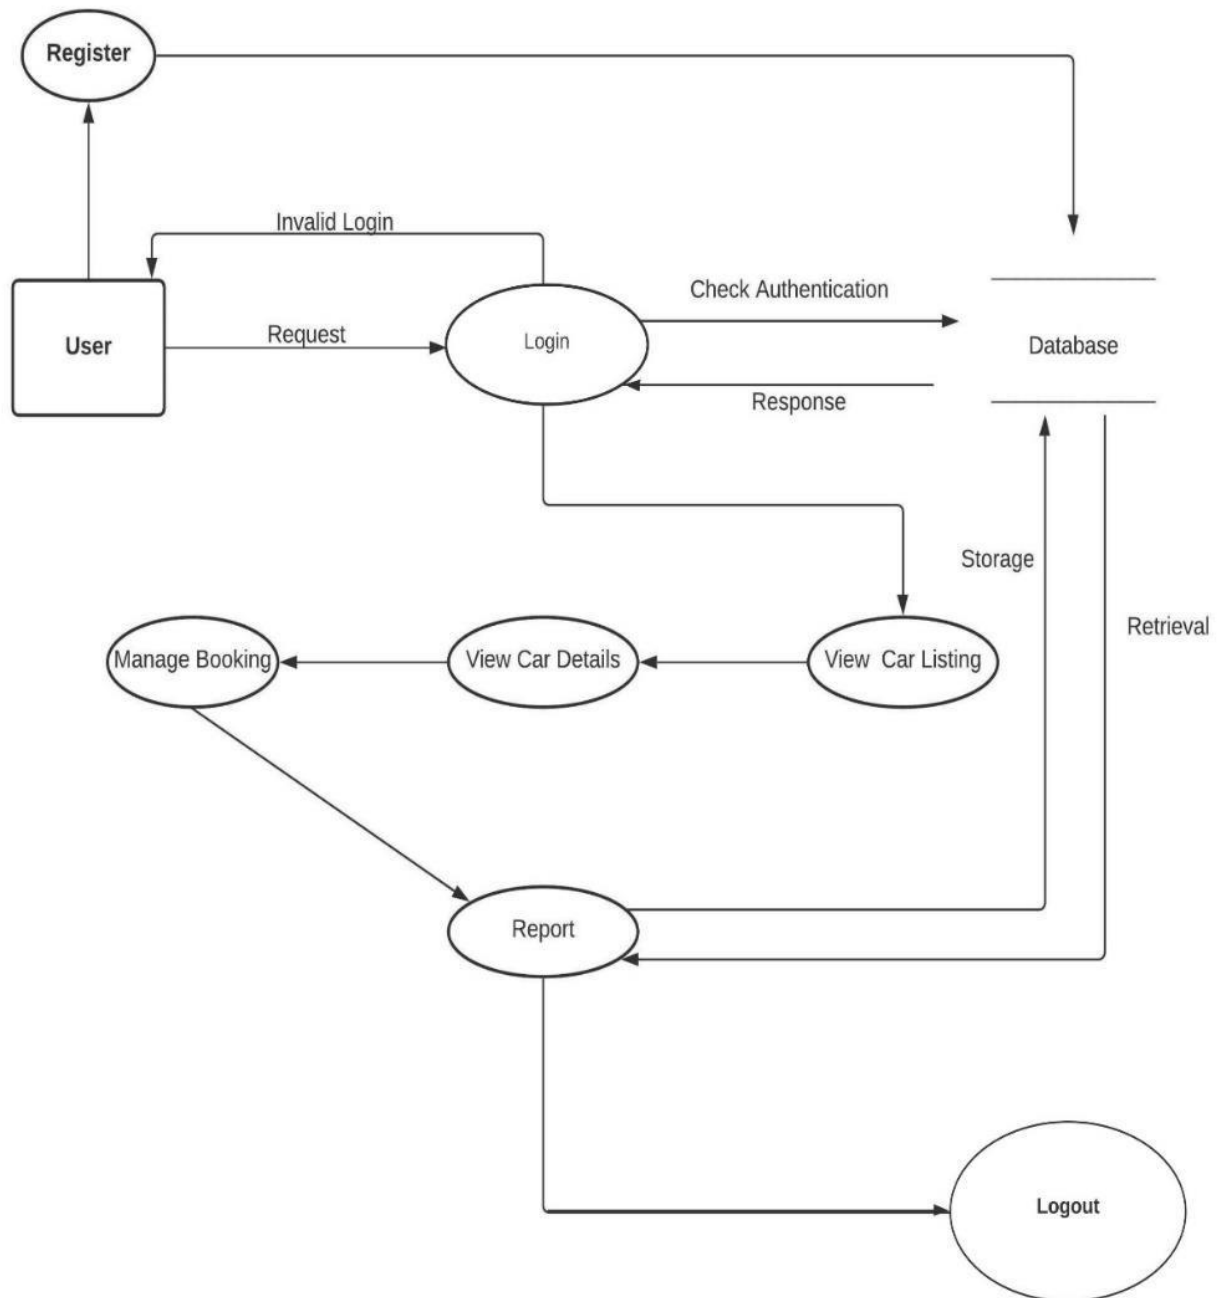 Register
Invalid Login
Check Authentication
User
Request
Login
Database
Response
Storage
Retrieval
Manage Booking
View Car Details
View Car Listing
Report
Logout